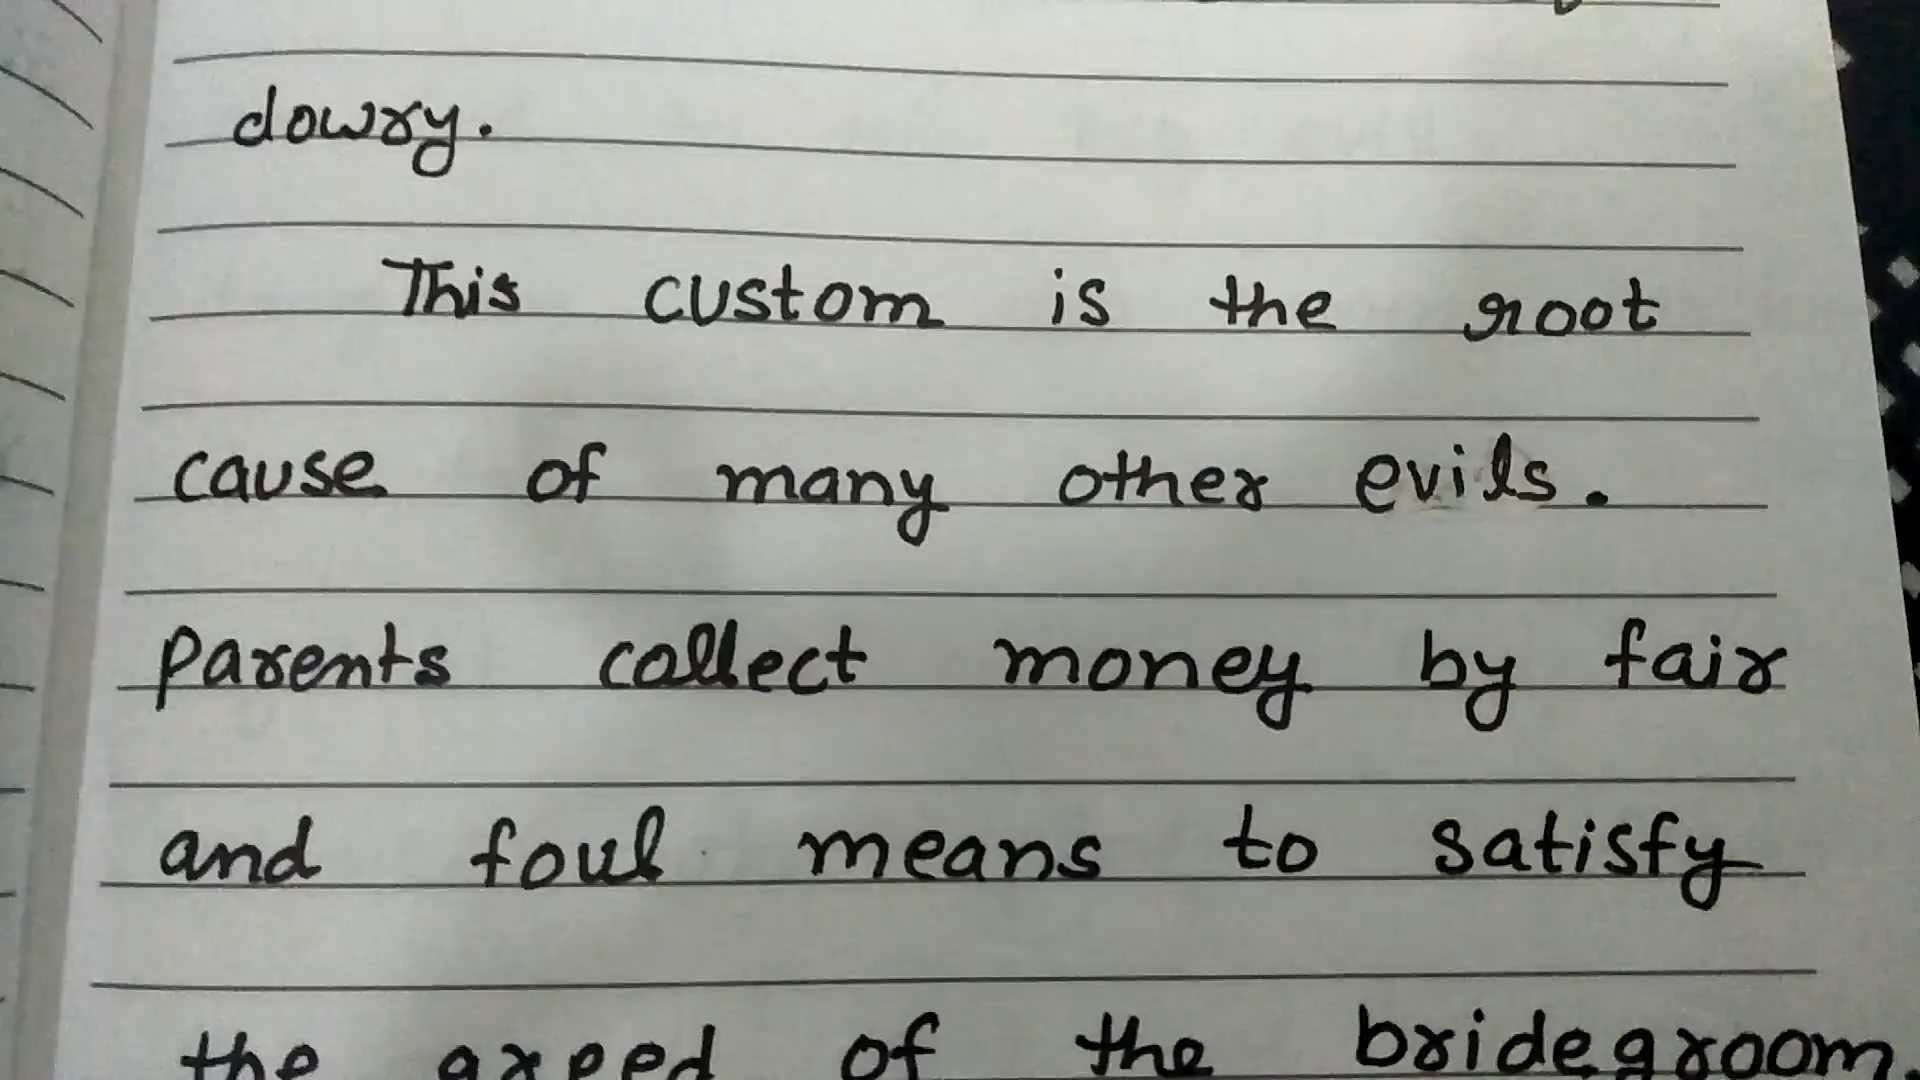 dowry.
This custom is the root
cause of many other evils.
parents collect money by fair
and foul means to satisfy
the greed of the bridegroom.